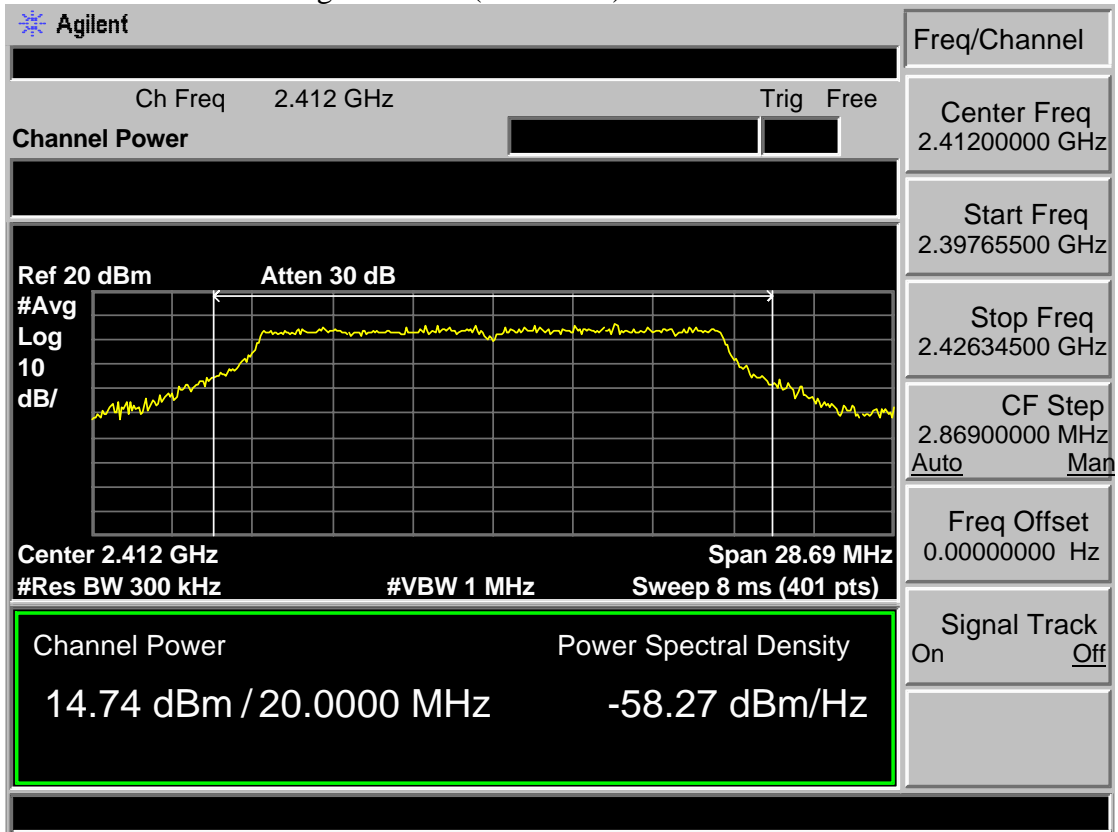 Agilent
Freq/Channel
Ch Freq 2.412 GHz Trig Free
Channel Power
Center Freq
2.41200000 GHz
Start Freq
2.39765500 GHz
Stop Freq
2.42634500 GHz
CF Step
2.86900000 MHz
Auto Man
Freq Offset
0.00000000 Hz
Signal Track
On Off
Ref 20 dBm Atten 30 dB
#Avg
Log
10
dB/
Center 2.412 GHz Span 28.69 MHz
#Res BW 300 kHz #VBW 1 MHz Sweep 8 ms (401 pts)
Channel Power Power Spectral Density
14.74 dBm / 20.0000 MHz -58.27 dBm/Hz